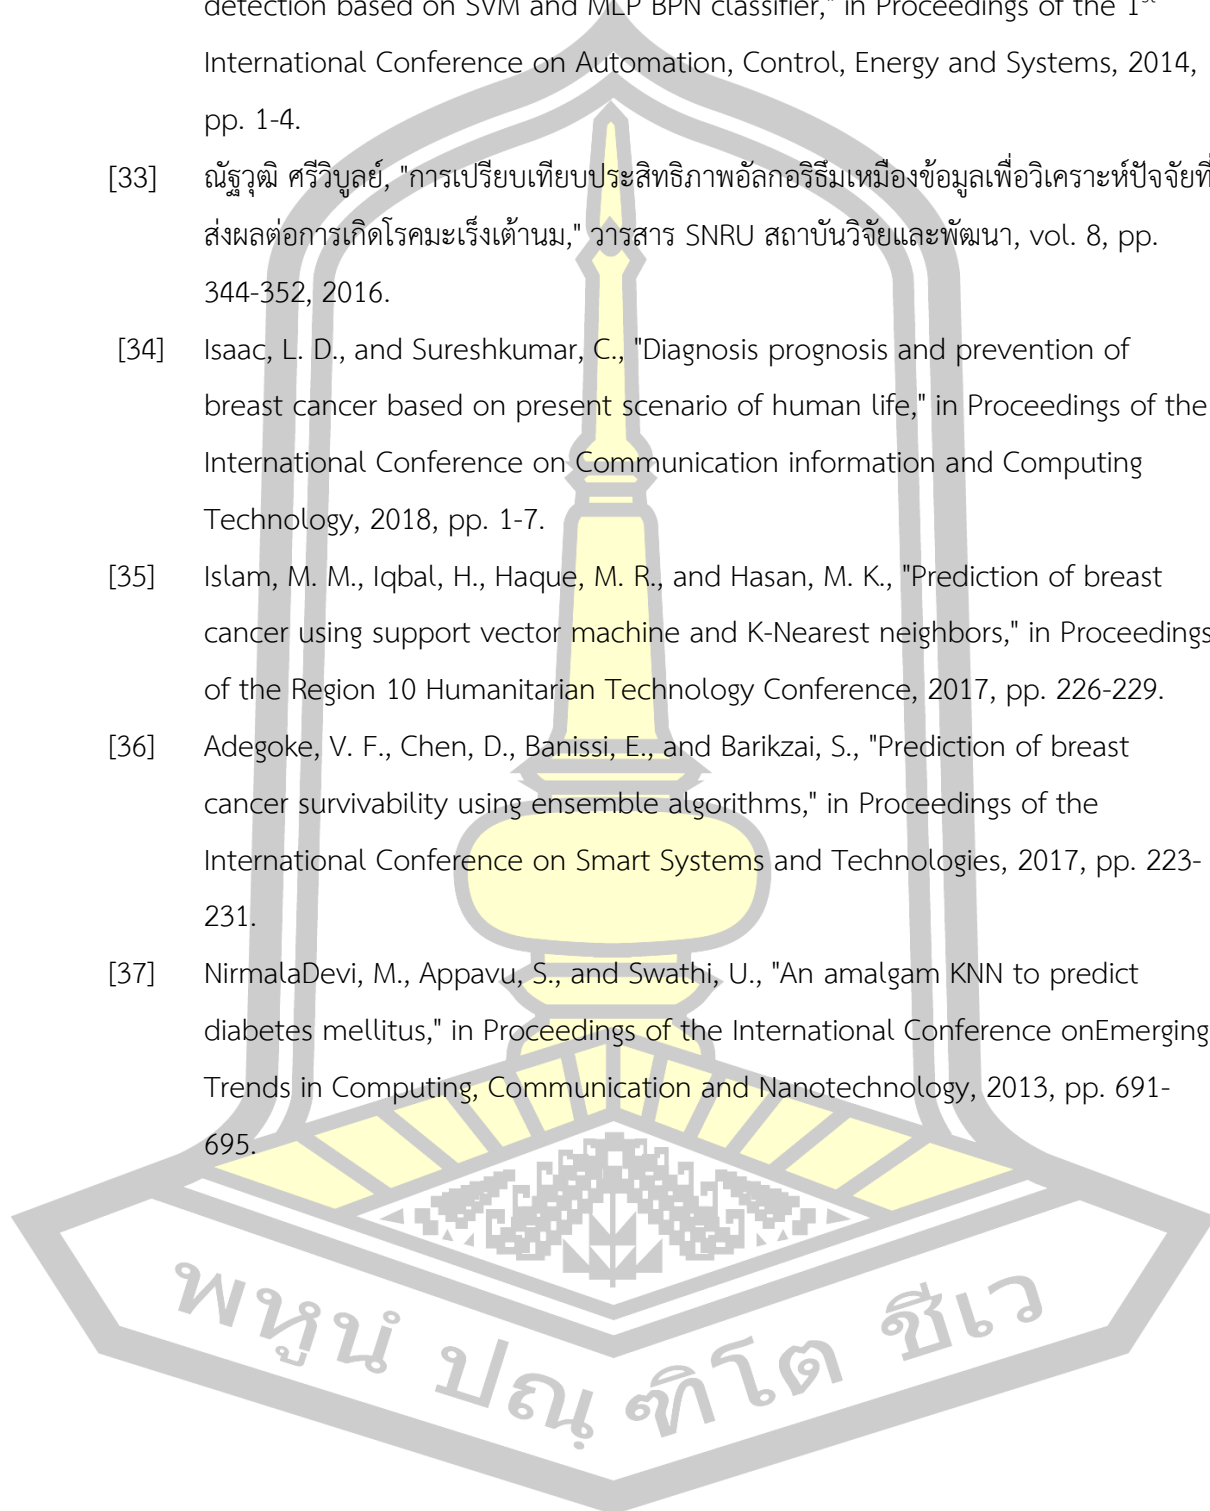 detection based on SVM and MLP BPN classifier," in Proceedings of the 1st
International Conference on Automation, Control, Energy and Systems, 2014,
pp. 1-4.
[33] ณัฐวุฒิ ศรีวิบูลย์, "การเปรียบเทียบประสิทธิภาพอัลกอริธึมเหมืองข้อมูลเพื่อวิเคราะห์ปัจจัยที่
ส่งผลต่อการเกิดโรคมะเร็งเต้านม," วารสาร SNRU สถาบันวิจัยและพัฒนา, vol. 8, pp.
344-352, 2016.
[34] Isaac, L. D., and Sureshkumar, C., "Diagnosis prognosis and prevention of
breast cancer based on present scenario of human life," in Proceedings of the
International Conference on Communication information and Computing
Technology, 2018, pp. 1-7.
[35] Islam, M. M., Iqbal, H., Haque, M. R., and Hasan, M. K., "Prediction of breast
cancer using support vector machine and K-Nearest neighbors," in Proceedings
of the Region 10 Humanitarian Technology Conference, 2017, pp. 226-229.
[36] Adegoke, V. F., Chen, D., Banissi, E., and Barikzai, S., "Prediction of breast
cancer survivability using ensemble algorithms," in Proceedings of the
International Conference on Smart Systems and Technologies, 2017, pp. 223-
231.
[37] NirmalaDevi, M., Appavu, S., and Swathi, U., "An amalgam KNN to predict
diabetes mellitus," in Proceedings of the International Conference onEmerging
Trends in Computing, Communication and Nanotechnology, 2013, pp. 691-
695.
พหูนํ ปณฺฑิโต ชีเว